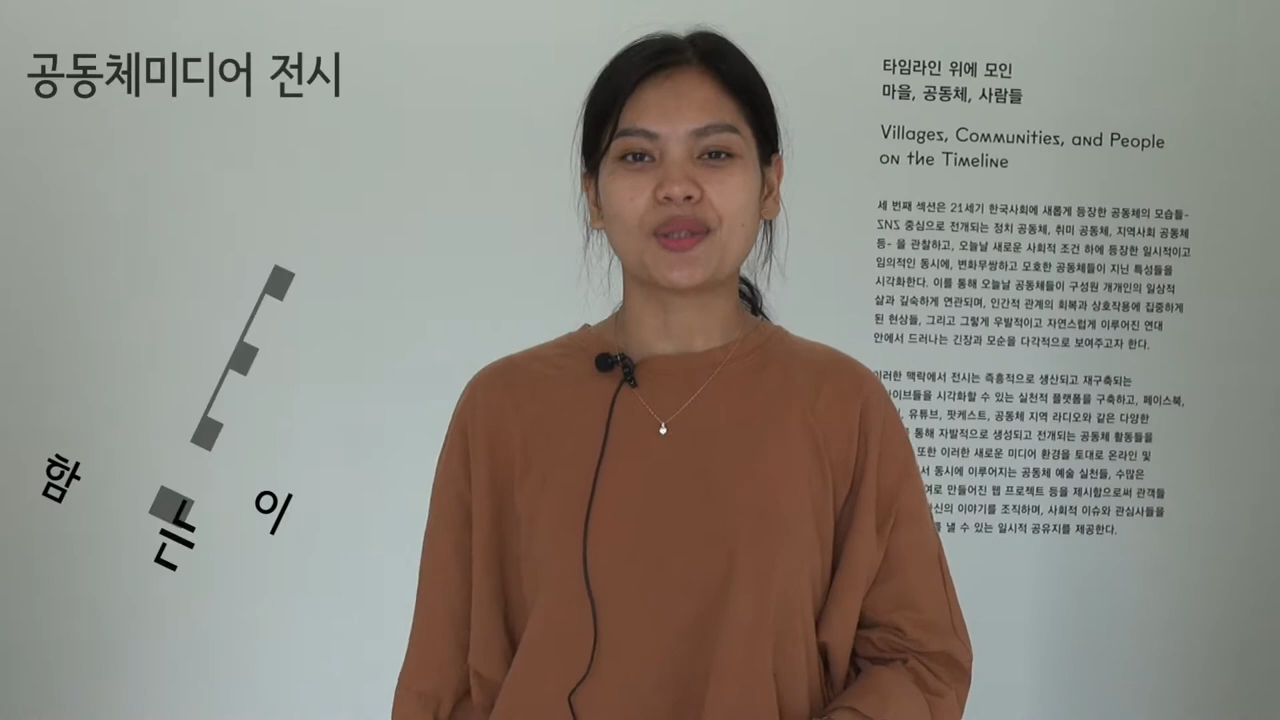 공동체미디어 전시
함
는
이
타임라인 위에 모인
마을, 공동체, 사람들
Villages, Communities, and People
on the Timeline
세 번째 섹션은 21세기 한국사회에 새롭게 등장한 공동체의 모습들-
SNS 중심으로 전개되는 정치 공동체, 취미 공동체, 지역사회 공동체
등- 을 관찰하고, 오늘날 새로운 사회적 조건 하에 등장한 일시적이고
임의적인 동시에, 변화무쌍하고 모호한 공동체들이 지닌 특성들을
시각화한다. 이를 통해 오늘날 공동체들이 구성원 개개인의 일상적
삶과 깊숙하게 연관되며, 인간적 관계의 회복과 상호작용에 집중하게
된 현상들, 그리고 그렇게 우발적이고 자연스럽게 이루어진 연대
안에서 드러나는 긴장과 모순을 다각적으로 보여주고자 한다.
이러한 맥락에서 전시는 즉흥적으로 생산되고 재구축되는
시각화할 수 있는 실천적 플랫폼을 구축하고, 페이스북,
유튜브, 팟케스트, 공동체 지역 라디오와 같은 다양한
통해 자발적으로 생성되고 전개되는 공동체 활동들을
또한 이러한 새로운 미디어 환경을 토대로 온라인 및
동시에 이루어지는 공동체 예술 실천들, 수많은
만들어진 웹 프로젝트 등을 제시함으로써 관객들
이야기를 조직하며, 사회적 이슈와 관심사들을
낼 수 있는 일시적 공유지를 제공한다.